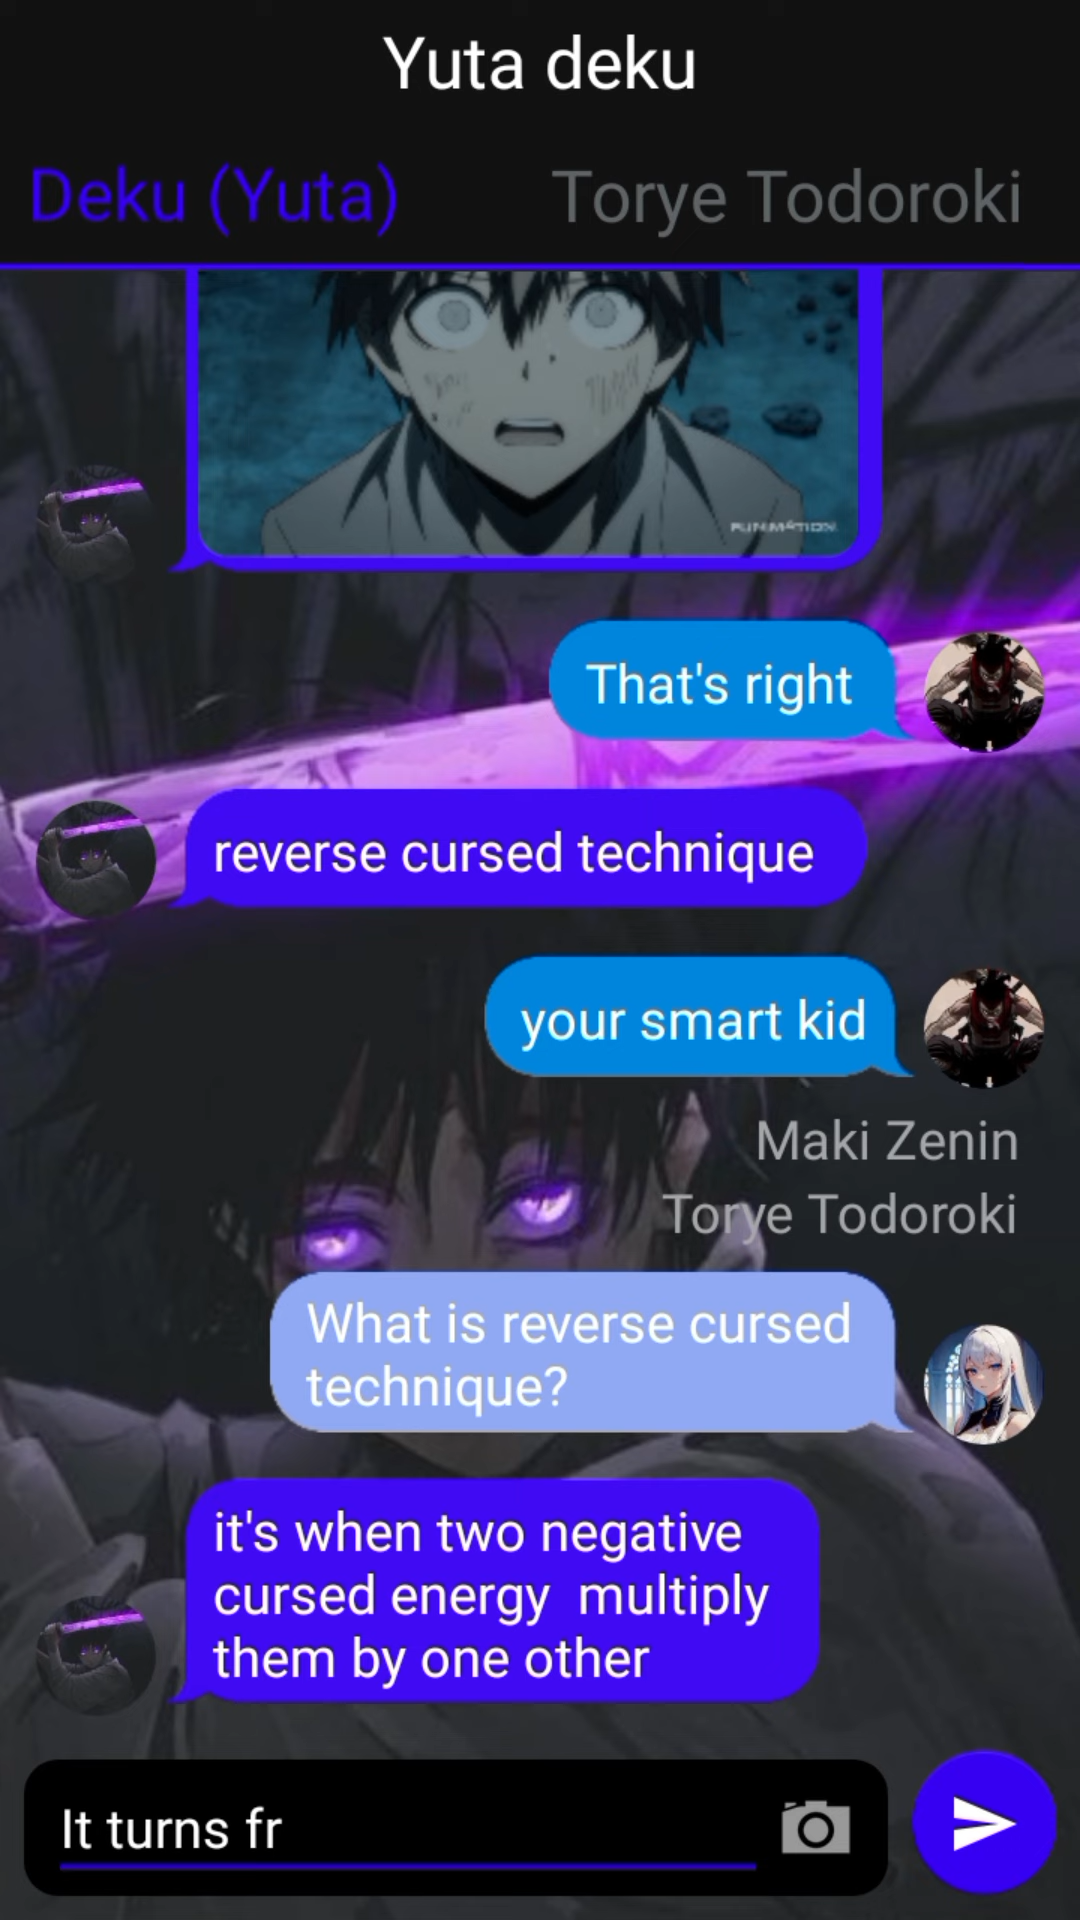 Yuta deku
Deku (Yuta)
Torye Todoroki
FUNIMATION
That's right
reverse cursed technique
your smart kid
Maki Zenin
Torye Todoroki
What is reverse cursed
technique?
it's when two negative
cursed energy  multiply
them by one other
It turns fr